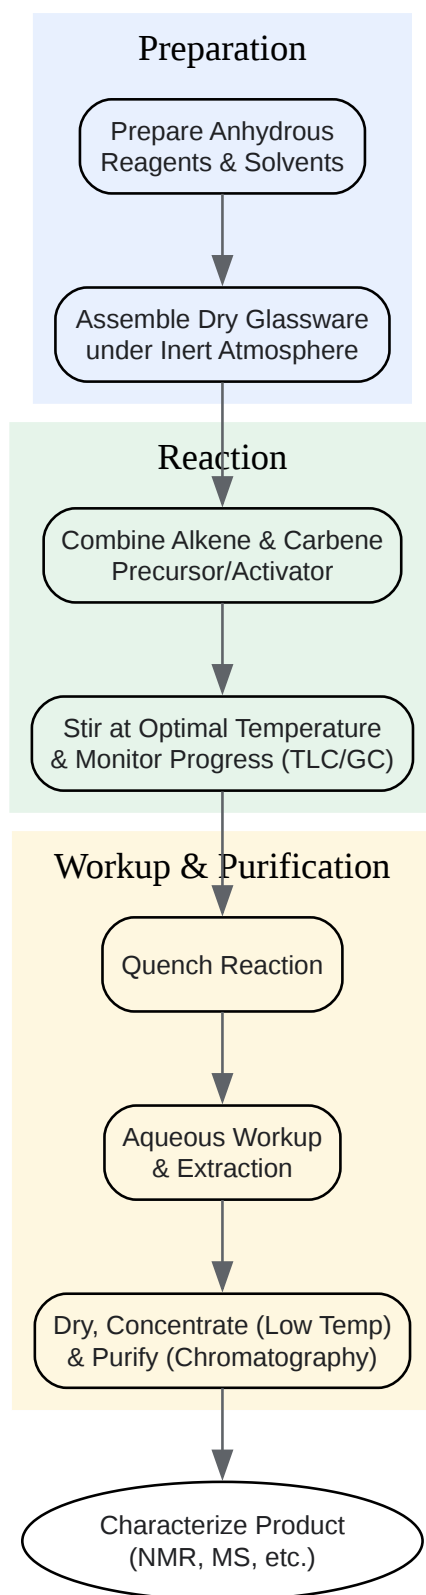 Preparation
Prepare Anhydrous
Reagents & Solvents
Assemble Dry Glassware
under Inert Atmosphere
Reaction
Combine Alkene & Carbene
Precursor/Activator
Stir at Optimal Temperature
& Monitor Progress (TLC/GC)
Workup & Purification
Quench Reaction
Aqueous Workup
& Extraction
Dry, Concentrate (Low Temp)
& Purify (Chromatography)
Characterize Product
(NMR, MS, etc.)